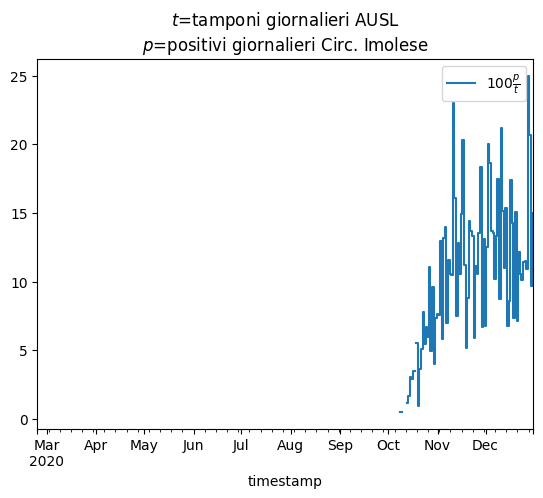 t=tamponi giornalieri AUSL
p=positivi giornalieri Circ. Imolese
100 p/t
25
20
15
10
5
0
Mar Apr May Jun Jul Aug Sep Oct Nov Dec
2020
timestamp